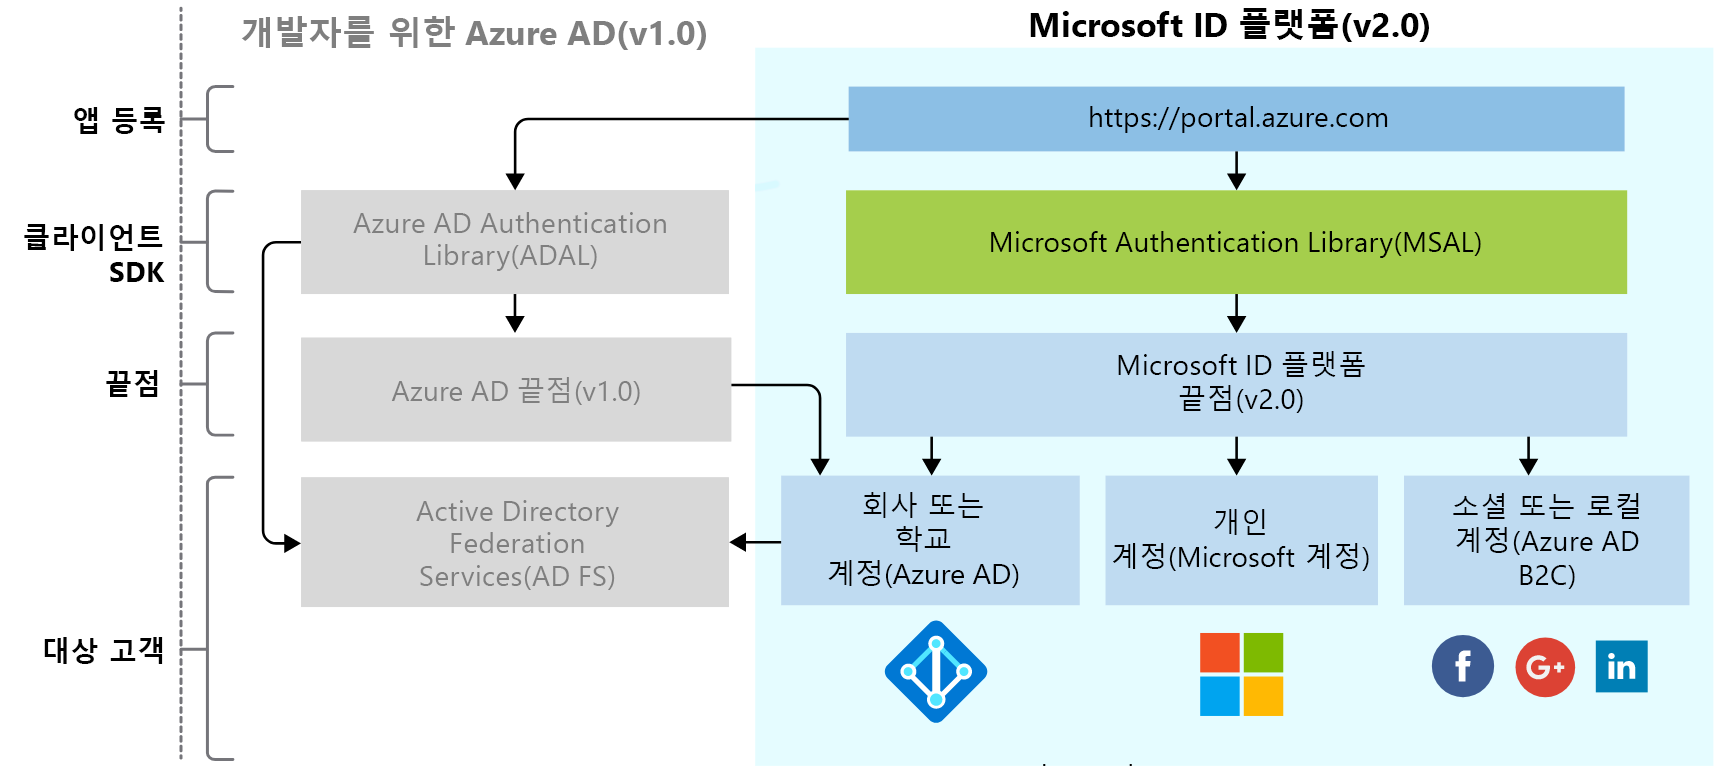 개발자를 위한 Azure AD(v1.0)
Microsoft ID 플랫폼(v2.0)
앱 등록
https://portal.azure.com
클라이언트
SDK
Azure AD Authentication
Library(ADAL)
Microsoft Authentication Library(MSAL)
끝점
Azure AD 끝점(v1.0)
Microsoft ID 플랫폼
끝점(v2.0)
대상 고객
Active Directory
Federation
Services(AD FS)
회사 또는
학교
계정(Azure AD)
개인
계정(Microsoft 계정)
소셜 또는 로컬
계정(Azure AD
B2C)
f
G+
in